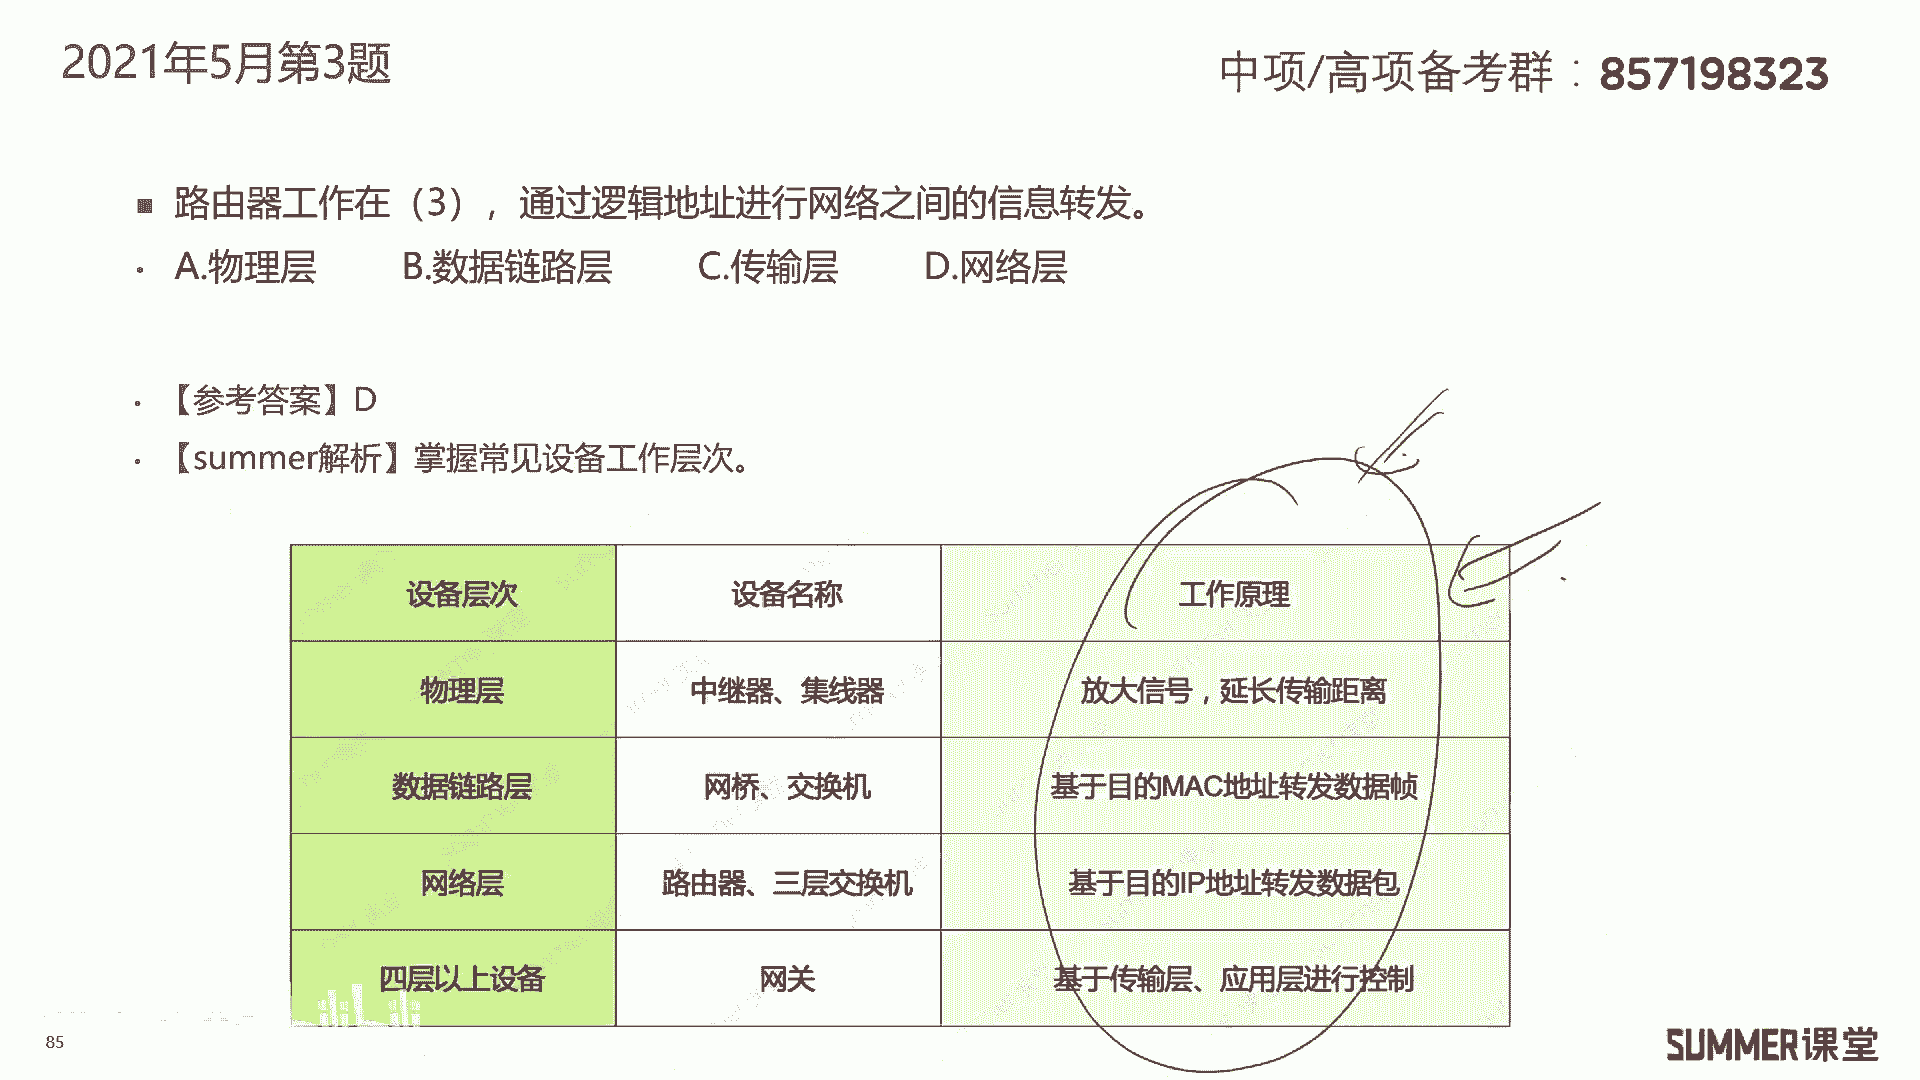 2021年5月第3题
中项/高项备考群：857198323
■ 路由器工作在（3），通过逻辑地址进行网络之间的信息转发。
· A.物理层 B.数据链路层 C.传输层 D.网络层
· 【参考答案】D
· 【summer解析】掌握常见设备工作层次。
设备层次 设备名称 工作原理
物理层 中继器、集线器 放大信号，延长传输距离
数据链路层 网桥、交换机 基于目的MAC地址转发数据帧
网络层 路由器、三层交换机 基于目的IP地址转发数据包
四层以上设备 网关 基于传输层、应用层进行控制
85
SUMMER课堂